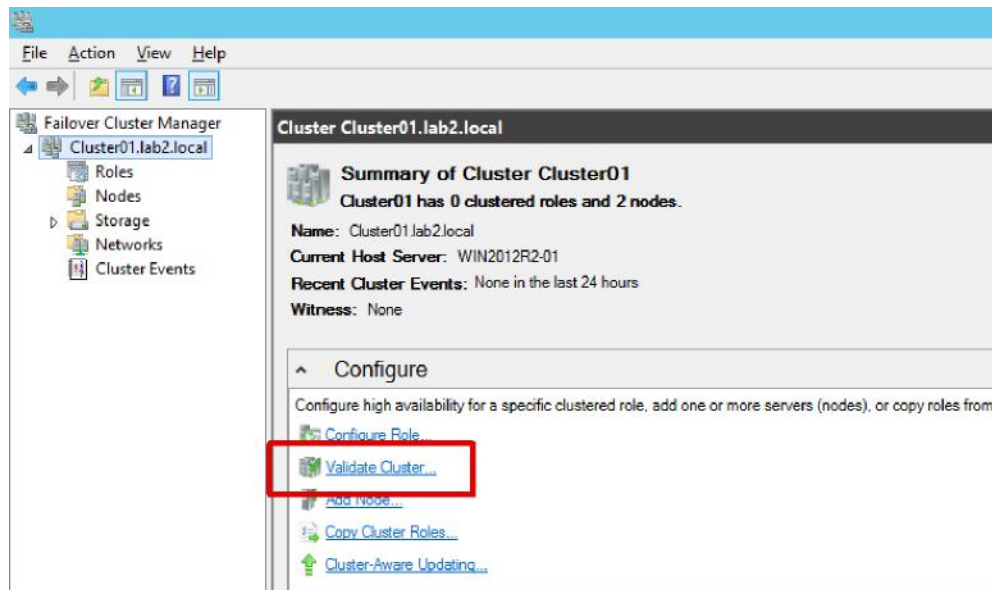 File Action View Help
Failover Cluster Manager
Cluster01.lab2.local
Roles
Nodes
Storage
Networks
Cluster Events
Cluster Cluster01.lab2.local
Summary of Cluster Cluster01
Cluster01 has 0 clustered roles and 2 nodes.
Name: Cluster01.lab2.local
Current Host Server: WIN2012R2-01
Recent Cluster Events: None in the last 24 hours
Witness: None
Configure
Configure high availability for a specific clustered role, add one or more servers (nodes), or copy roles from
Configure Role...
Validate Cluster...
Add Node...
Copy Cluster Roles...
Cluster-Aware Updating...